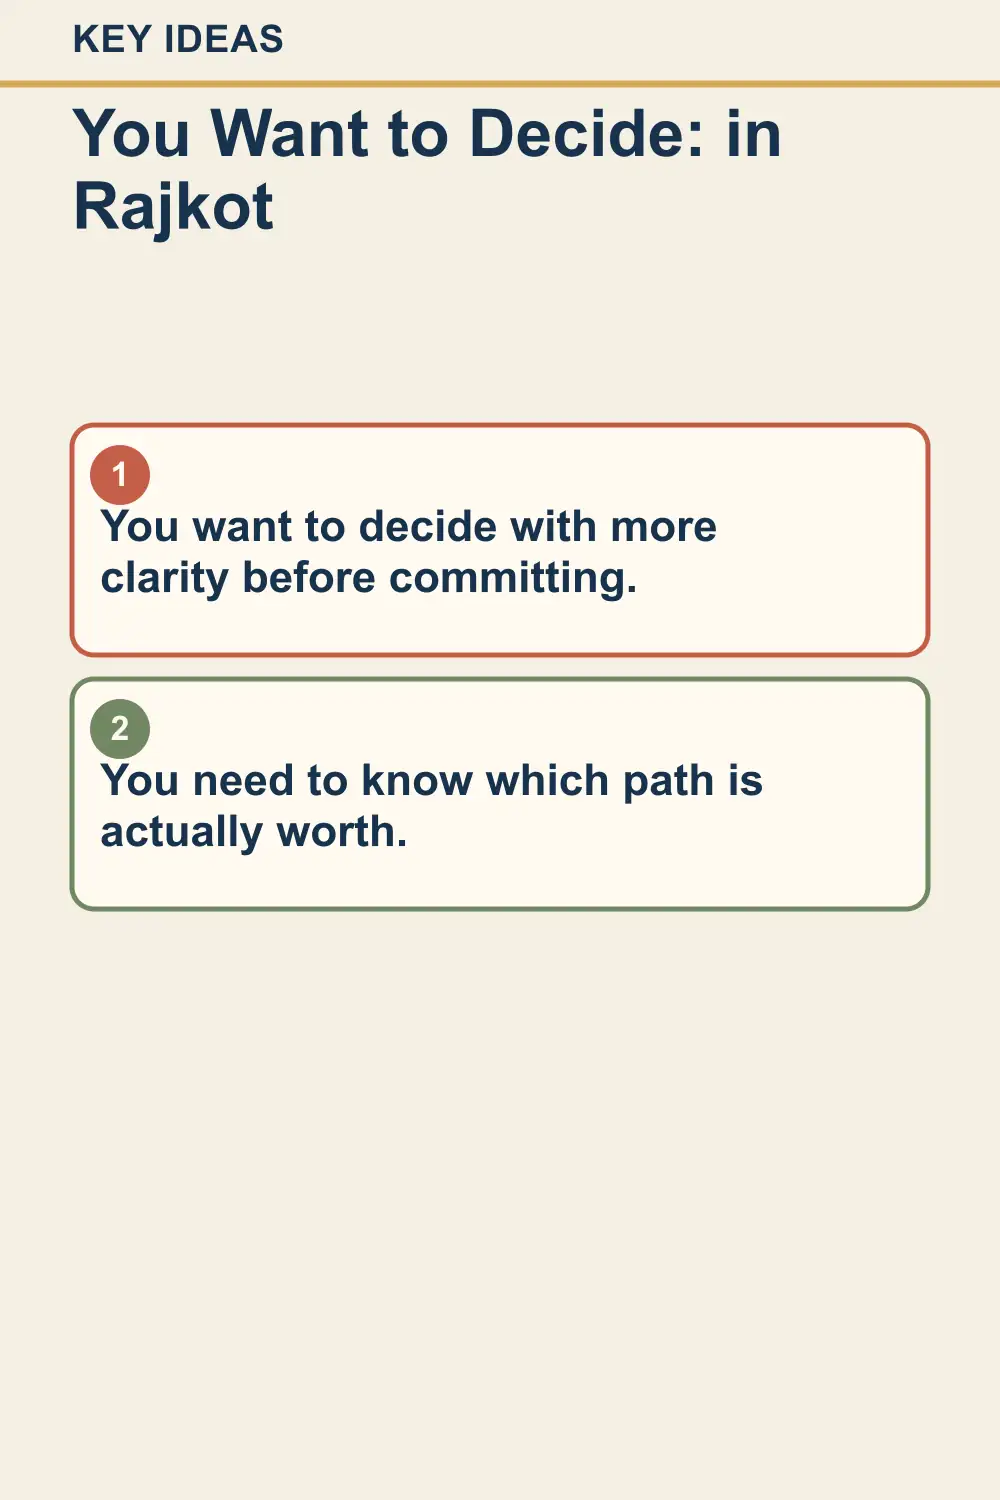 KEY IDEAS
You Want to Decide: in
Rajkot
1
You want to decide with more
clarity before committing.
2
You need to know which path is
actually worth.